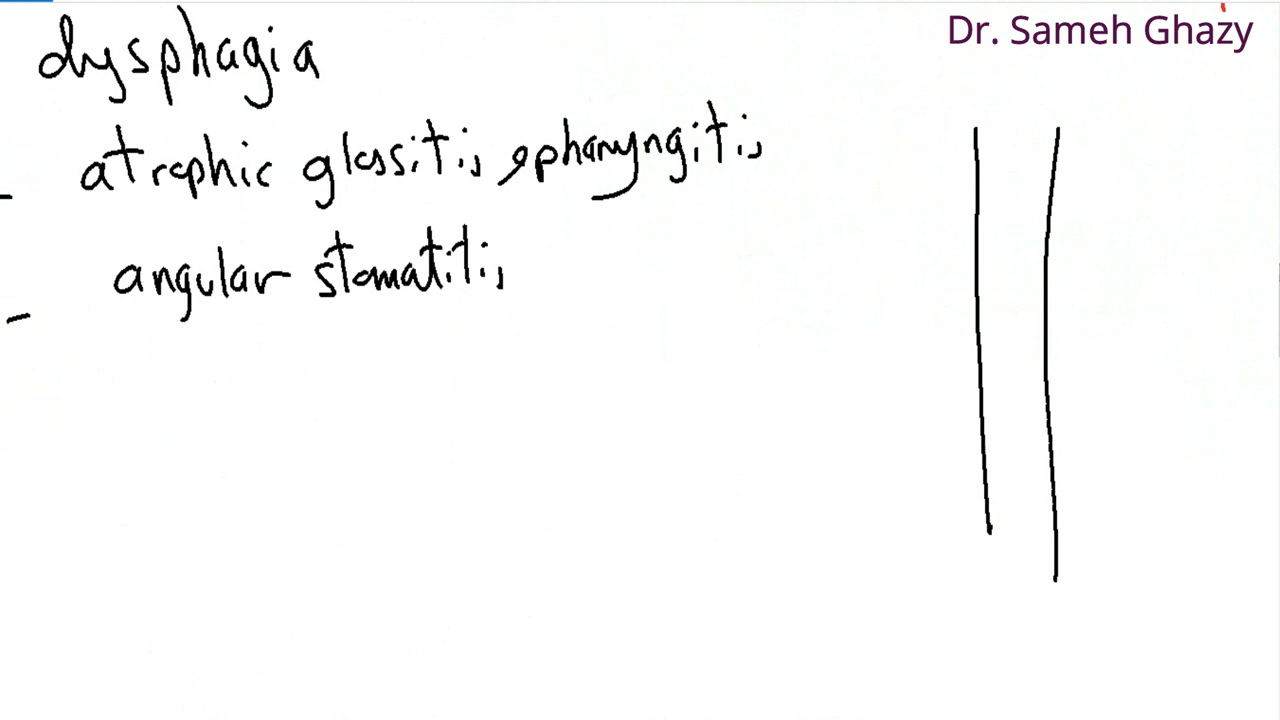 Dr. Sameh Ghazy
dysphagia
- atrophic glossitis, pharyngitis
- angular stomatitis